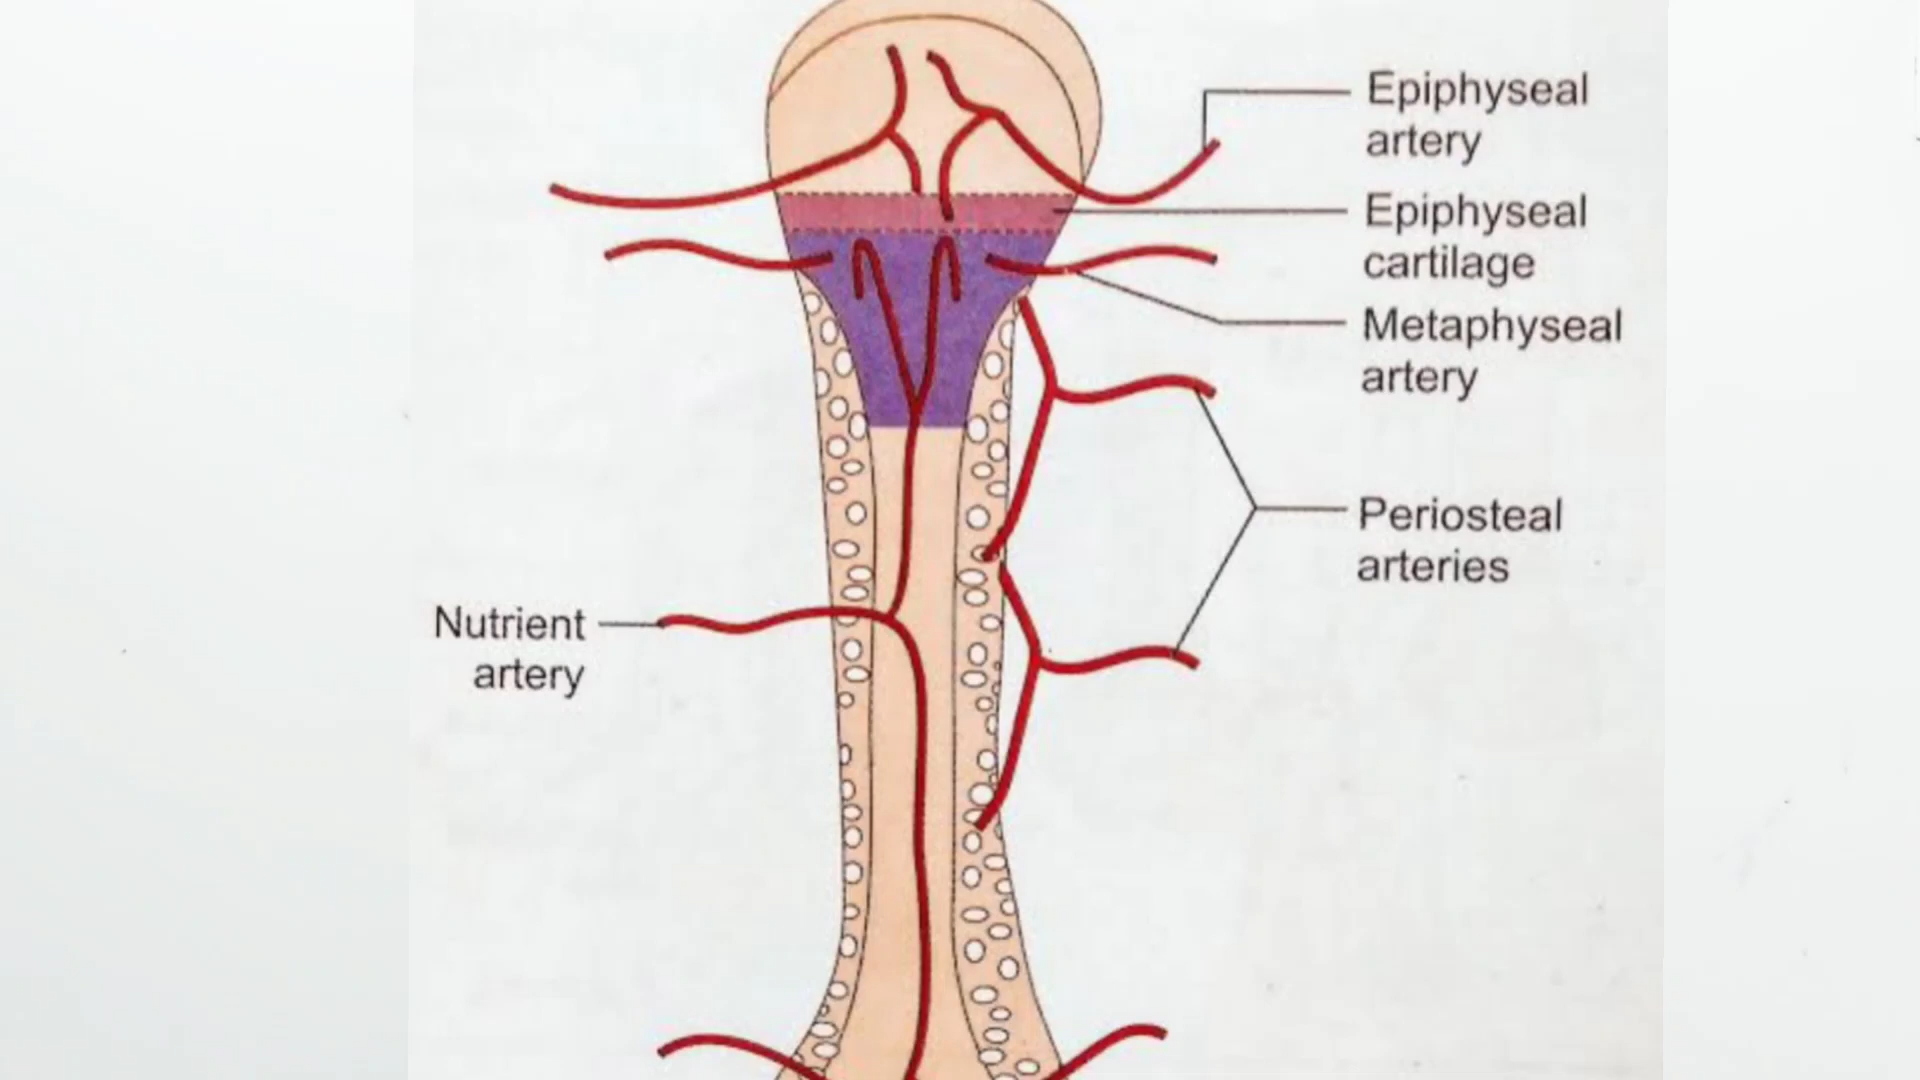 Epiphyseal
artery
Epiphyseal
cartilage
Metaphyseal
artery
Periosteal
arteries
Nutrient
artery